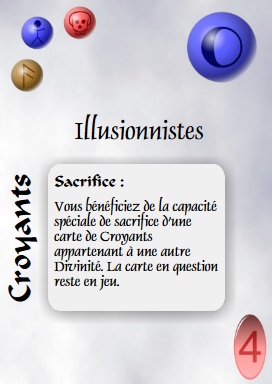 Illusionnistes
Croyants
Sacrifice :
Vous bénéficiez de la capacité
spéciale de sacrifice d'une
carte de Croyants
appartenant à une autre
Divinité. La carte en question
reste en jeu.
4